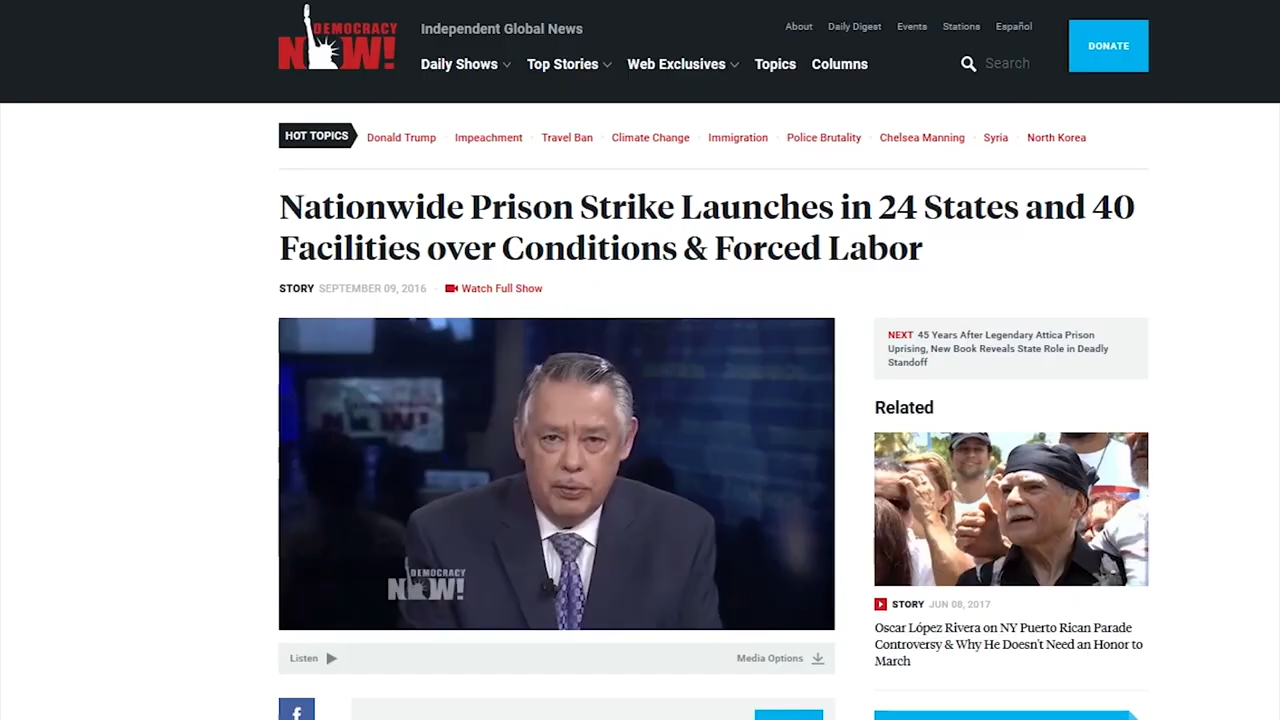 DEMOCRACY
NOW!
Independent Global News
About Daily Digest Events Stations Español
Daily Shows Top Stories Web Exclusives Topics Columns
Search
DONATE
HOT TOPICS Donald Trump Impeachment Travel Ban Climate Change Immigration Police Brutality Chelsea Manning Syria North Korea
Nationwide Prison Strike Launches in 24 States and 40
Facilities over Conditions & Forced Labor
STORY SEPTEMBER 09, 2016 Watch Full Show
NOW!
DEMOCRACY
NOW!
Listen Media Options
f
NEXT 45 Years After Legendary Attica Prison
Uprising, New Book Reveals State Role in Deadly
Standoff
Related
STORY JUN 08, 2017
Oscar López Rivera on NY Puerto Rican Parade
Controversy & Why He Doesn't Need an Honor to
March